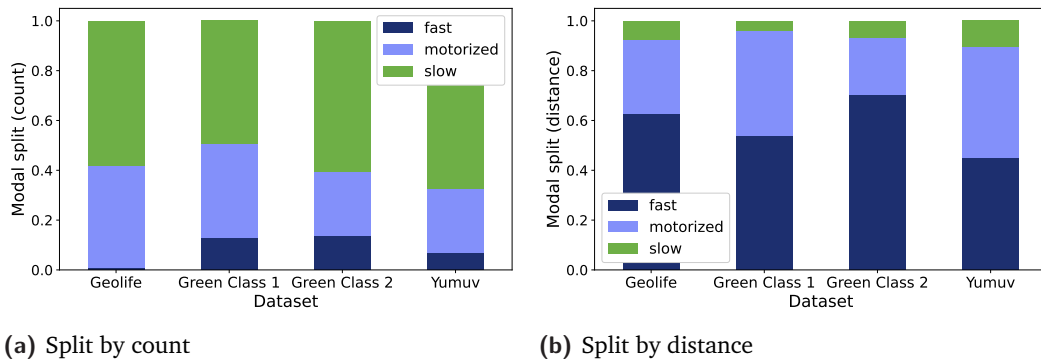 Modal split (count)
1.0
0.8
0.6
0.4
0.2
0.0
fast
motorized
slow
Geolife Green Class 1 Green Class 2 Yumuv
Dataset
(a) Split by count
Modal split (distance)
1.0
0.8
0.6
0.4
0.2
0.0
fast
motorized
slow
Geolife Green Class 1 Green Class 2 Yumuv
Dataset
(b) Split by distance